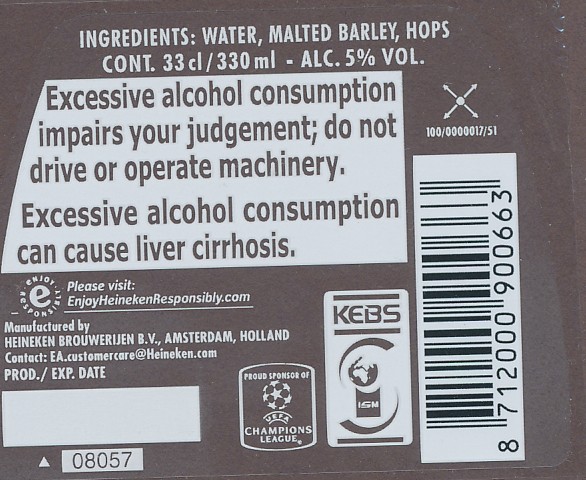 INGREDIENTS: WATER, MALTED BARLEY, HOPS
CONT. 33 cl / 330 ml - ALC. 5% VOL.
Excessive alcohol consumption
impairs your judgement; do not
drive or operate machinery.
Excessive alcohol consumption
can cause liver cirrhosis.
100/0000017/51
ENJOY RESPONSIBLE
e
Please visit:
EnjoyHeinekenResponsibly.com
Manufactured by
HEINEKEN BROUWERIJEN B.V., AMSTERDAM, HOLLAND
Contact: EA.customercare@Heineken.com
PROD./ EXP. DATE
08057
PROUD SPONSOR OF
UEFA
CHAMPIONS
LEAGUE®
KEBS
ISM
8 712000 900663